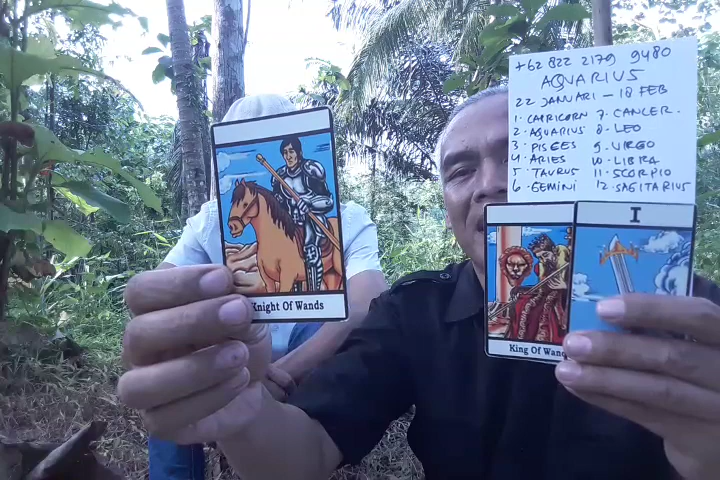 +62 822 2179 9480
AQUARIUS
22 JANUARI - 18 FEB
1. CAPRICORN 7. CANCER.
2. AQUARIUS 8. LEO
3. PISCES 9. VIRGO
4. ARIES 10. LIBRA
5. TAURUS 11. SCORPIO
6. GEMINI 12. SAGITARIUS
Knight Of Wands
I
King Of Wand